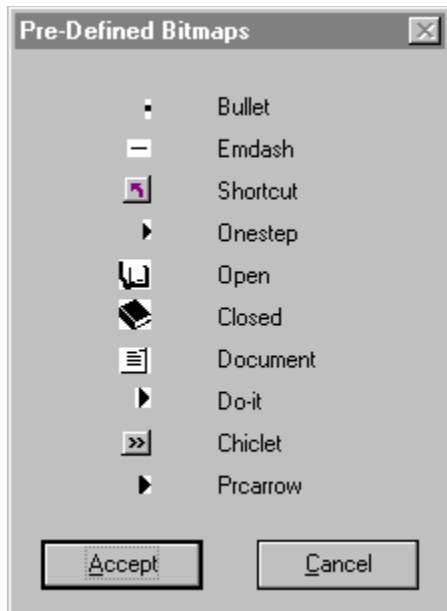 Pre-Defined Bitmaps
Bullet
Emdash
Shortcut
Onestep
Open
Closed
Document
Do-it
Chiclet
Prcarrow
Accept
Cancel